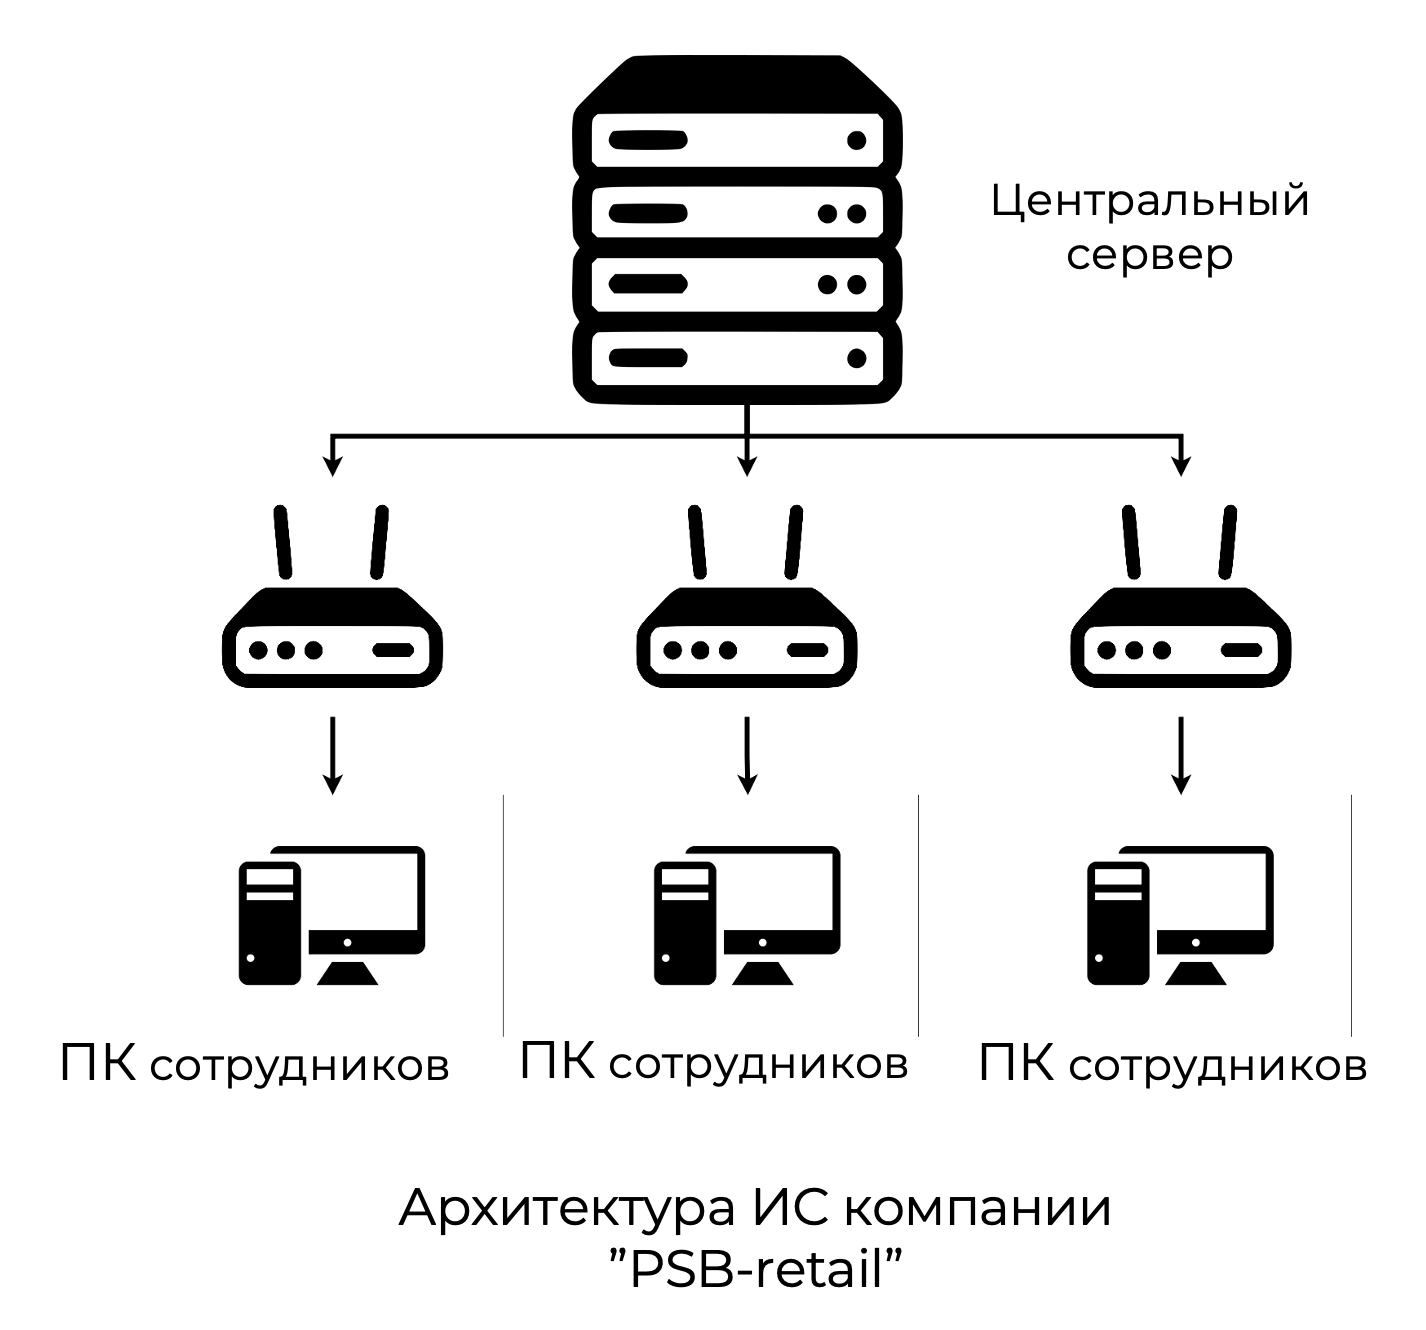 Центральный
сервер
ПК сотрудников
ПК сотрудников
ПК сотрудников
Архитектура ИС компании
”PSB-retail”